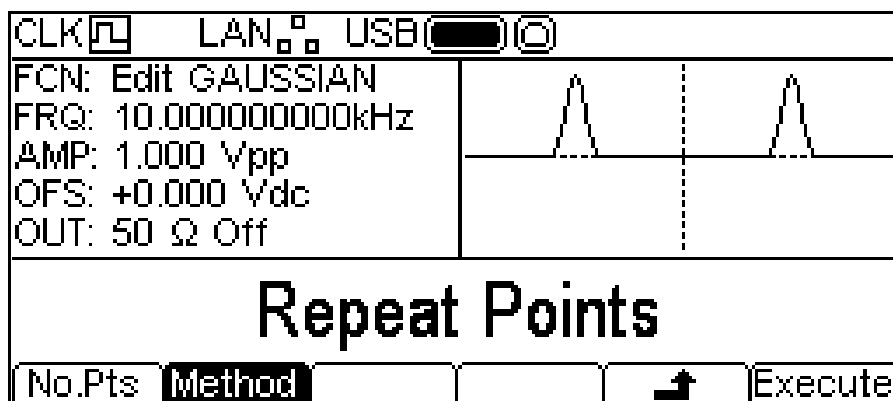 CLK LAN USB
FCN: Edit GAUSSIAN
FRQ: 10.000000000kHz
AMP: 1.000 Vpp
OFS: +0.000 Vdc
OUT: 50 Ω Off
Repeat Points
No.Pts Method Execute